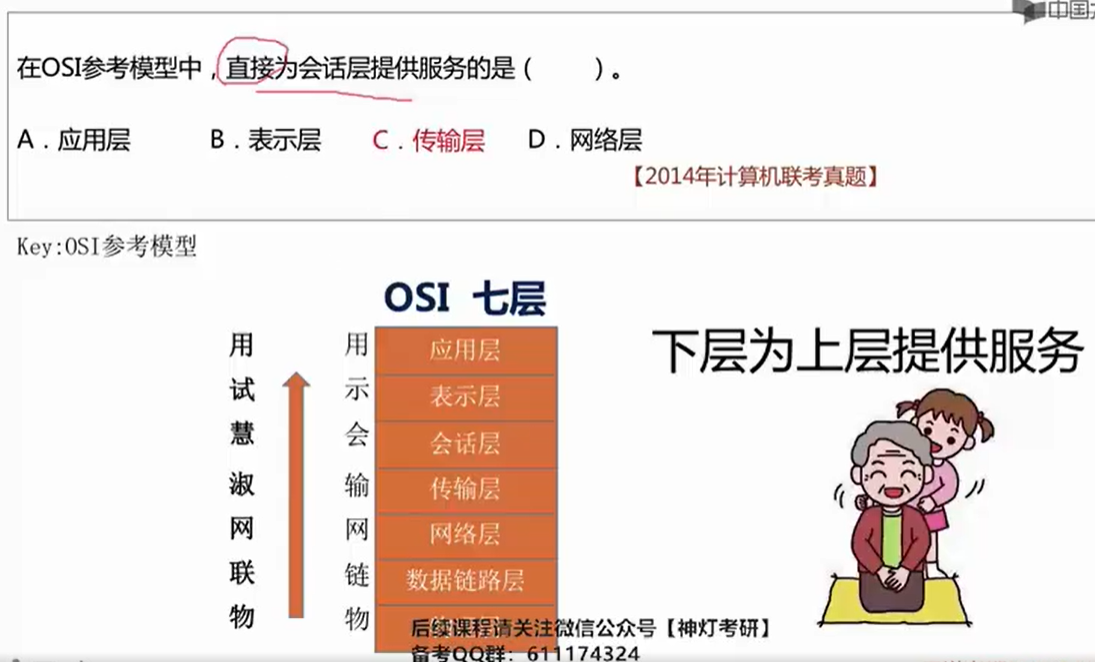 中国
在OSI参考模型中，直接为会话层提供服务的是（　　）。
A．应用层　B．表示层　C．传输层　D．网络层
【2014年计算机联考真题】
Key:OSI参考模型
OSI 七层
用 用 应用层
试 示 表示层
慧 会 会话层
淑 输 传输层
网 网 网络层
联 链 数据链路层
物 物
下层为上层提供服务
后续课程请关注微信公众号【神灯考研】
备考QQ群：611174324